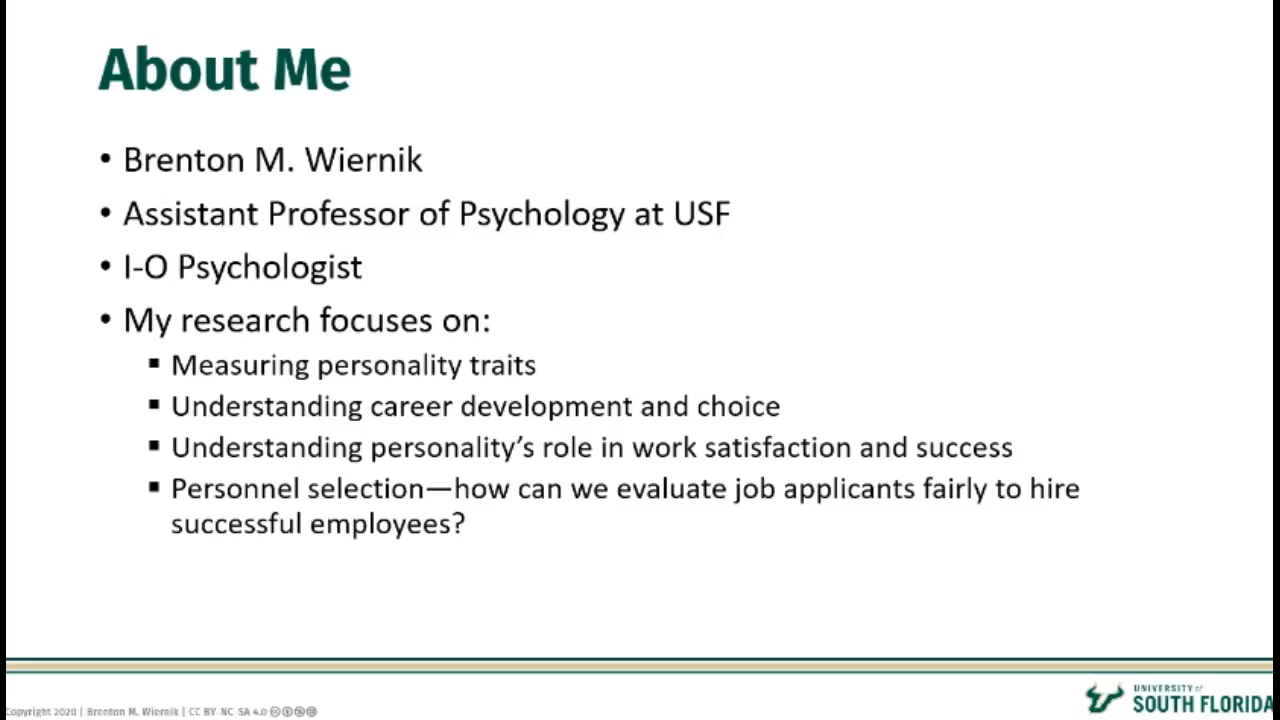 About Me
• Brenton M. Wiernik
• Assistant Professor of Psychology at USF
• I-O Psychologist
• My research focuses on:
▪ Measuring personality traits
▪ Understanding career development and choice
▪ Understanding personality’s role in work satisfaction and success
▪ Personnel selection—how can we evaluate job applicants fairly to hire
successful employees?
Copyright 2020 | Brenton M. Wiernik | CC BY-NC-SA 4.0
UNIVERSITY of
SOUTH FLORIDA